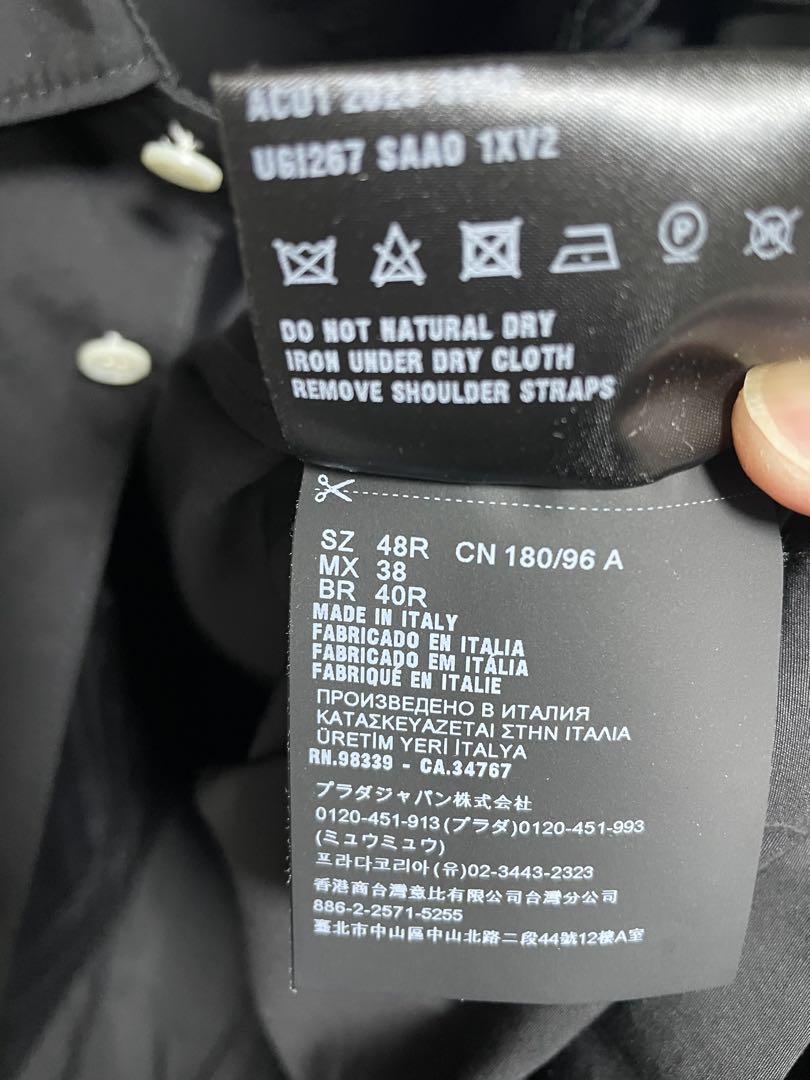 AC01
UGI267 SAAO 1XV2
P W
DO NOT NATURAL DRY
IRON UNDER DRY CLOTH
REMOVE SHOULDER STRAPS
SZ 48R CN 180/96 A
MX 38
BR 40R
MADE IN ITALY
FABRICADO EN ITALIA
FABRICADO EM ITÁLIA
FABRIQUÉ EN ITALIE
ПРОИЗВЕДЕНО В ИТАЛИЯ
ΚΑΤΑΣΚΕΥΑΖΕΤΑΙ ΣΤΗΝ ΙΤΑΛΙΑ
ÜRETİM YERİ İTALYA
RN.98339 - CA.34767
プラダジャパン株式会社
0120-451-913(プラダ)0120-451-993
(ミュウミュウ)
프라다코리아(유)02-3443-2323
香港商台灣意比有限公司台灣分公司
886-2-2571-5255
臺北市中山區中山北路二段44號12樓A室